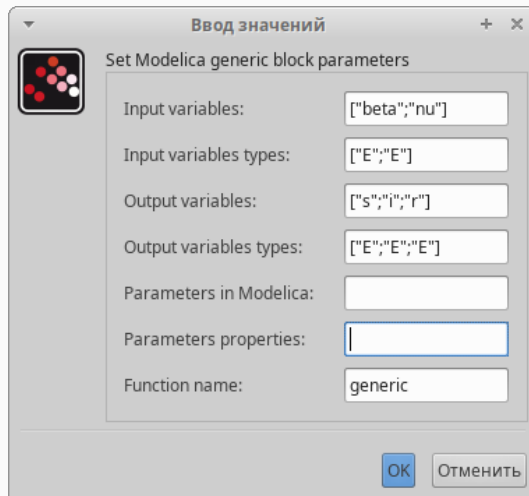 Ввод значений
Set Modelica generic block parameters
Input variables: ["beta";"nu"]
Input variables types: ["E";"E"]
Output variables: ["s";"i";"r"]
Output variables types: ["E";"E";"E"]
Parameters in Modelica:
Parameters properties:
Function name: generic
OK Отменить